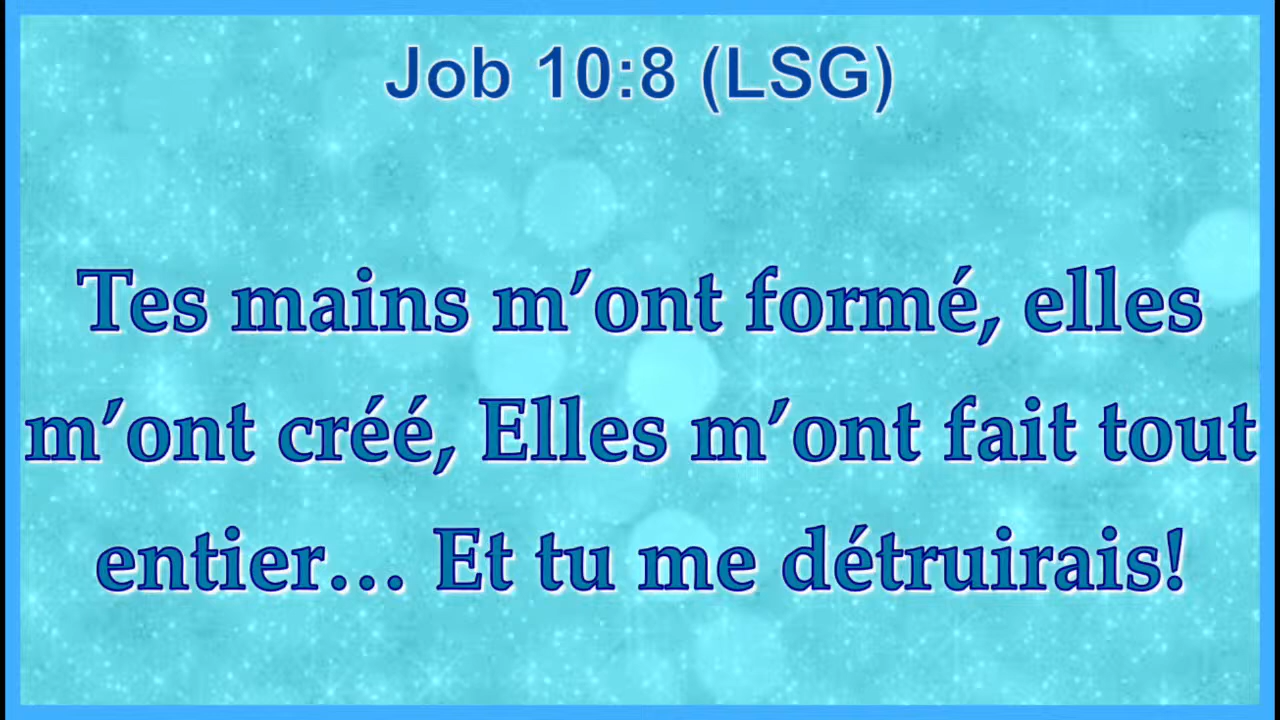 Job 10:8 (LSG)
Tes mains m’ont formé, elles
m’ont créé, Elles m’ont fait tout
entier… Et tu me détruirais!